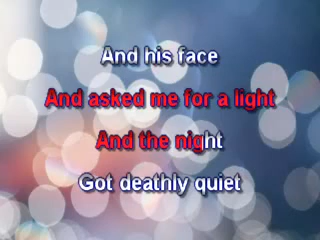 And his face
And asked me for a light
And the night
Got deathly quiet